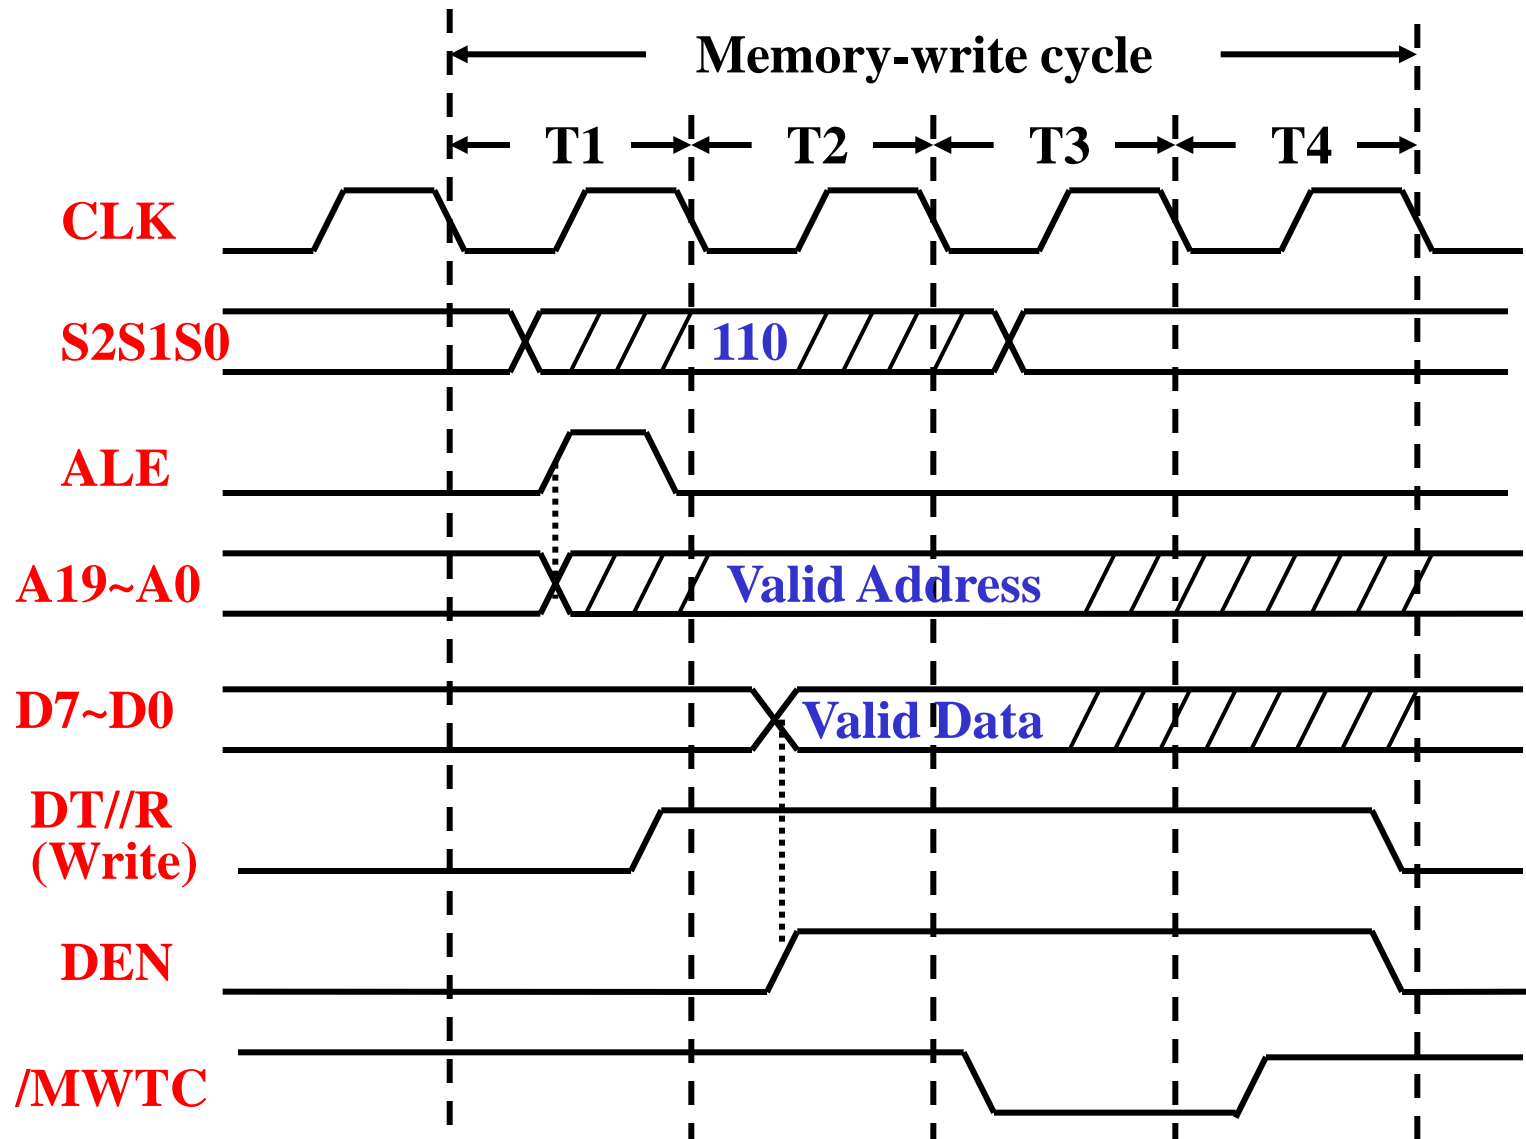 Memory-write cycle
T1 T2 T3 T4
CLK
S2S1S0 110
ALE
A19~A0 Valid Address
D7~D0 Valid Data
DT//R
(Write)
DEN
/MWTC